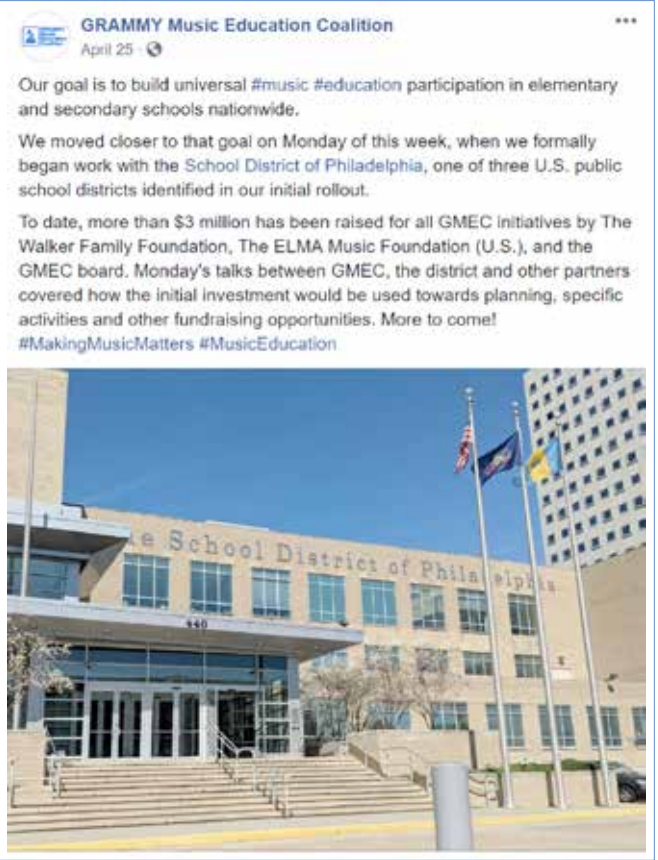 GRAMMY Music Education Coalition
April 25
Our goal is to build universal #music #education participation in elementary
and secondary schools nationwide.
We moved closer to that goal on Monday of this week, when we formally
began work with the School District of Philadelphia, one of three U.S. public
school districts identified in our initial rollout.
To date, more than $3 million has been raised for all GMEC initiatives by The
Walker Family Foundation, The ELMA Music Foundation (U.S.), and the
GMEC board. Monday's talks between GMEC, the district and other partners
covered how the initial investment would be used towards planning, specific
activities and other fundraising opportunities. More to come!
#MakingMusicMatters #MusicEducation
he School District of Philadelphia
440